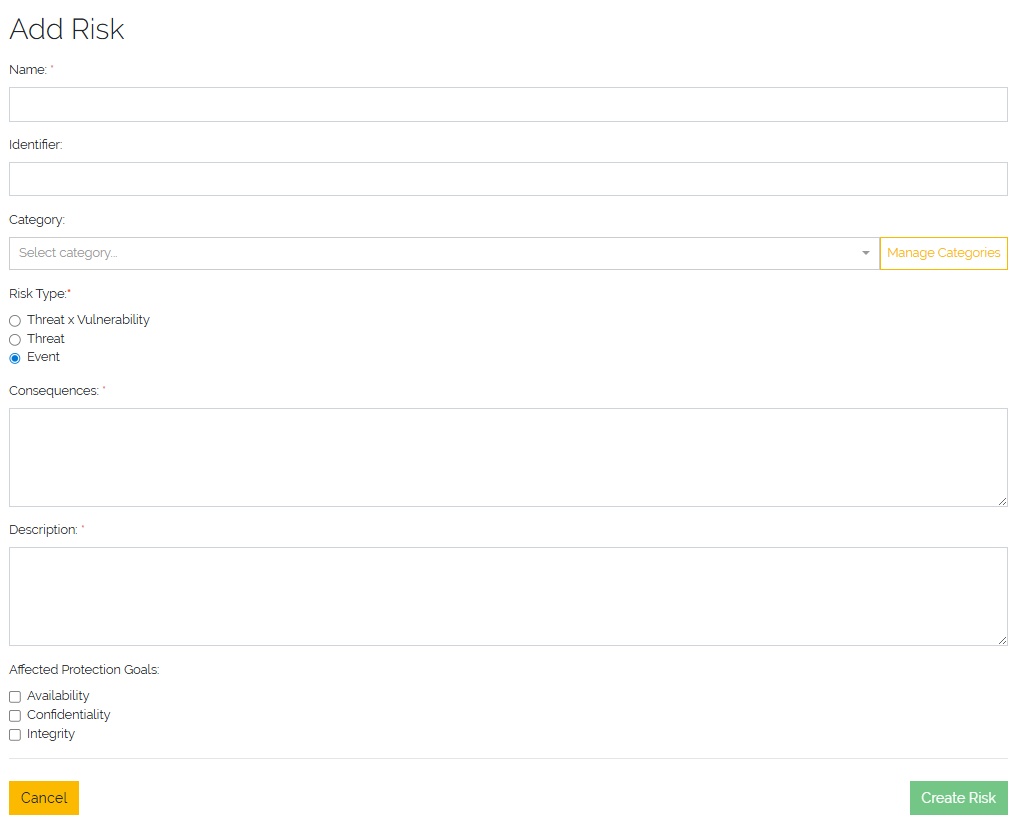 Add Risk
Name: *
Identifier:
Category:
Select category...
Manage Categories
Risk Type:*
Threat x Vulnerability
Threat
Event
Consequences: *
Description: *
Affected Protection Goals:
Availability
Confidentiality
Integrity
Cancel
Create Risk